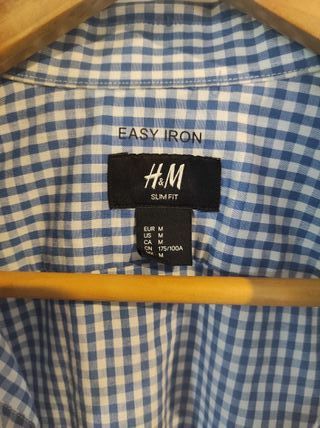 EASY IRON
H&M
SLIM FIT
EUR M
US M
CA M
CN 175/100A
M